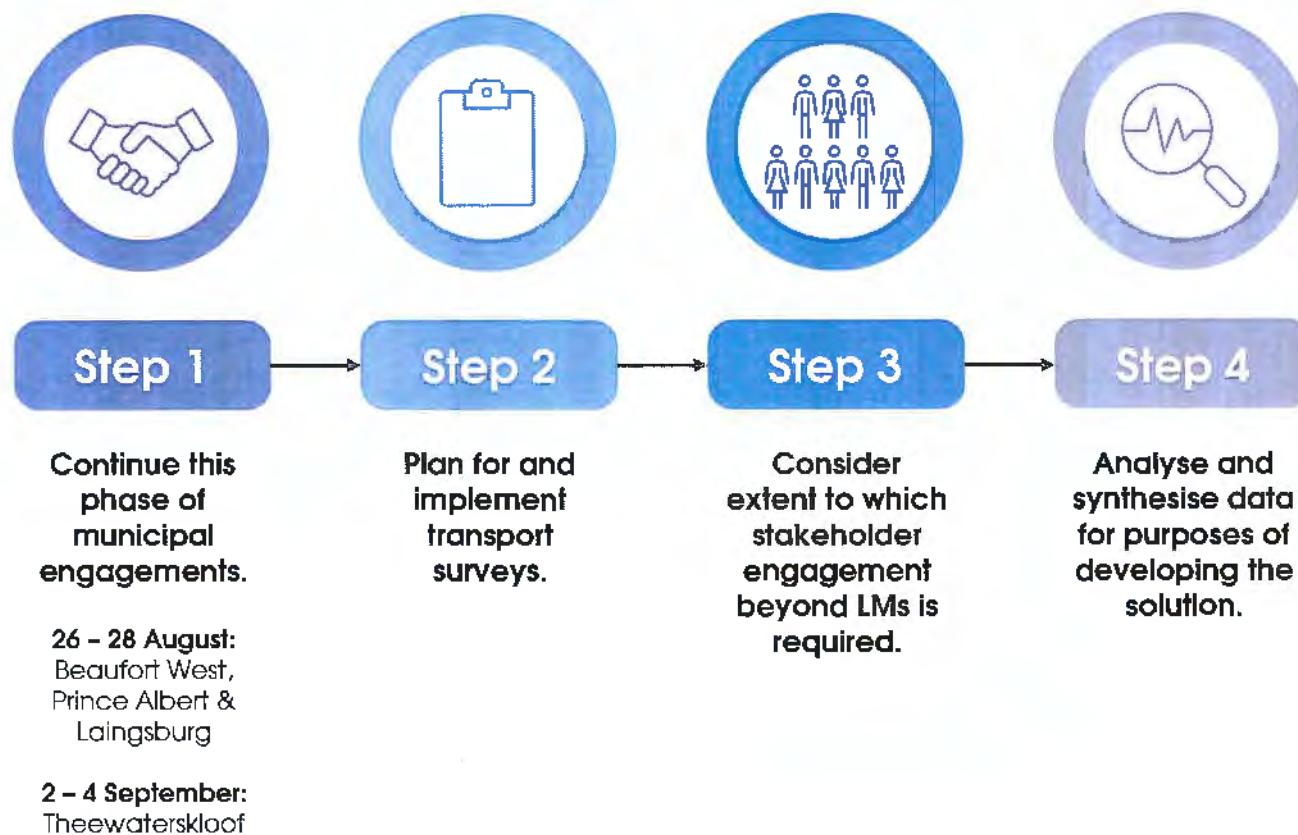 Step 1
Continue this
phase of
municipal
engagements.
26 – 28 August:
Beaufort West,
Prince Albert &
Laingsburg
2 – 4 September:
Theewaterskloof
Step 2
Plan for and
implement
transport
surveys.
Step 3
Consider
extent to which
stakeholder
engagement
beyond LMs is
required.
Step 4
Analyse and
synthesise data
for purposes of
developing the
solution.